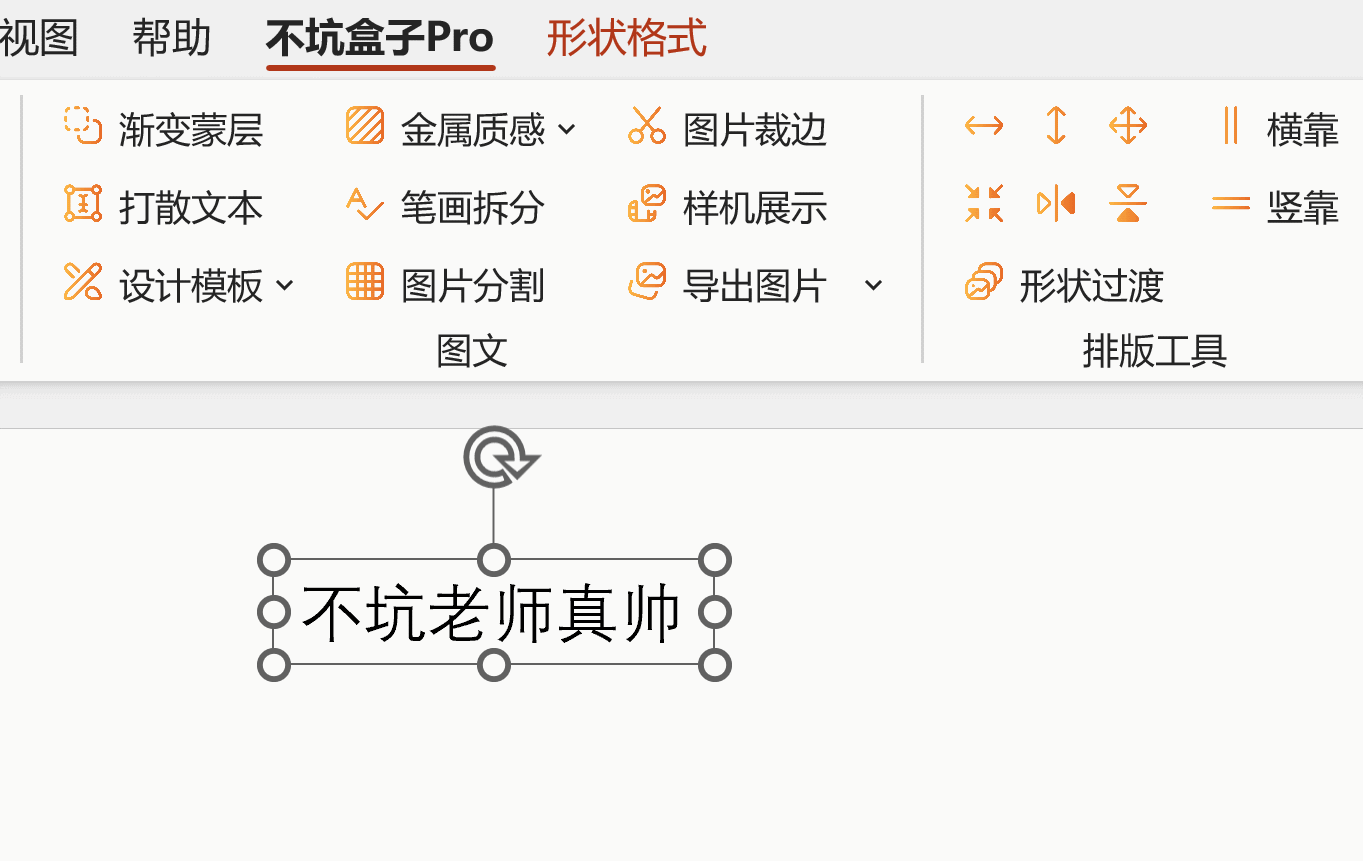 视图 帮助 不坑盒子Pro 形状格式
渐变蒙层 金属质感 图片裁边 横靠
打散文本 笔画拆分 样机展示 竖靠
设计模板 图片分割 导出图片 形状过渡
图文 排版工具
不坑老师真帅